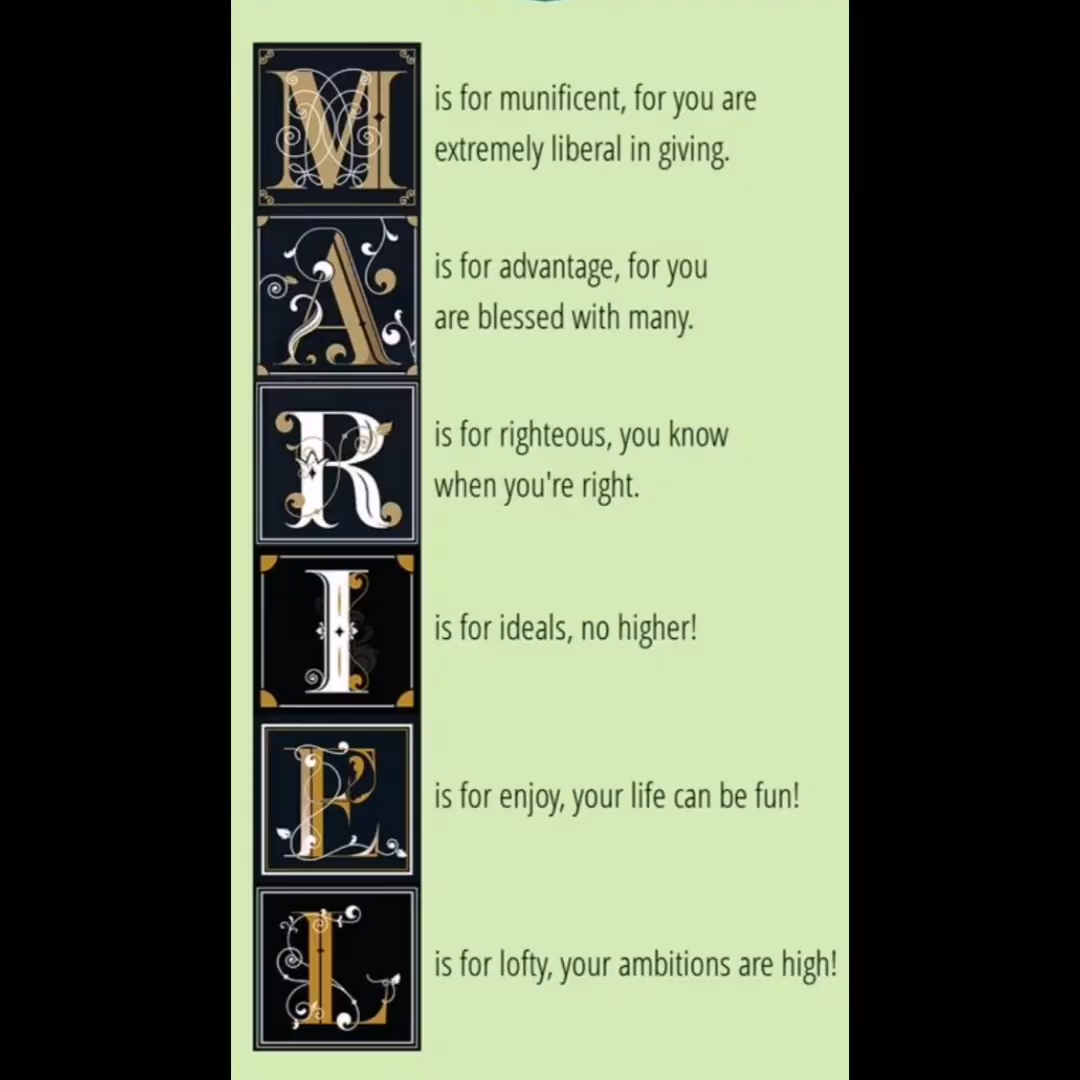 M is for munificent, for you are
extremely liberal in giving.
A is for advantage, for you
are blessed with many.
R is for righteous, you know
when you're right.
I is for ideals, no higher!
E is for enjoy, your life can be fun!
L is for lofty, your ambitions are high!